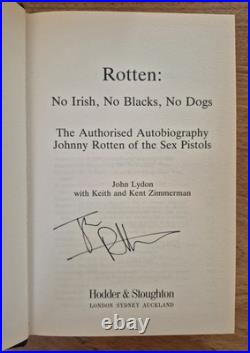 Rotten:
No Irish, No Blacks, No Dogs
The Authorised Autobiography
Johnny Rotten of the Sex Pistols
John Lydon
with Keith and Kent Zimmerman
Hodder & Stoughton
LONDON SYDNEY AUCKLAND